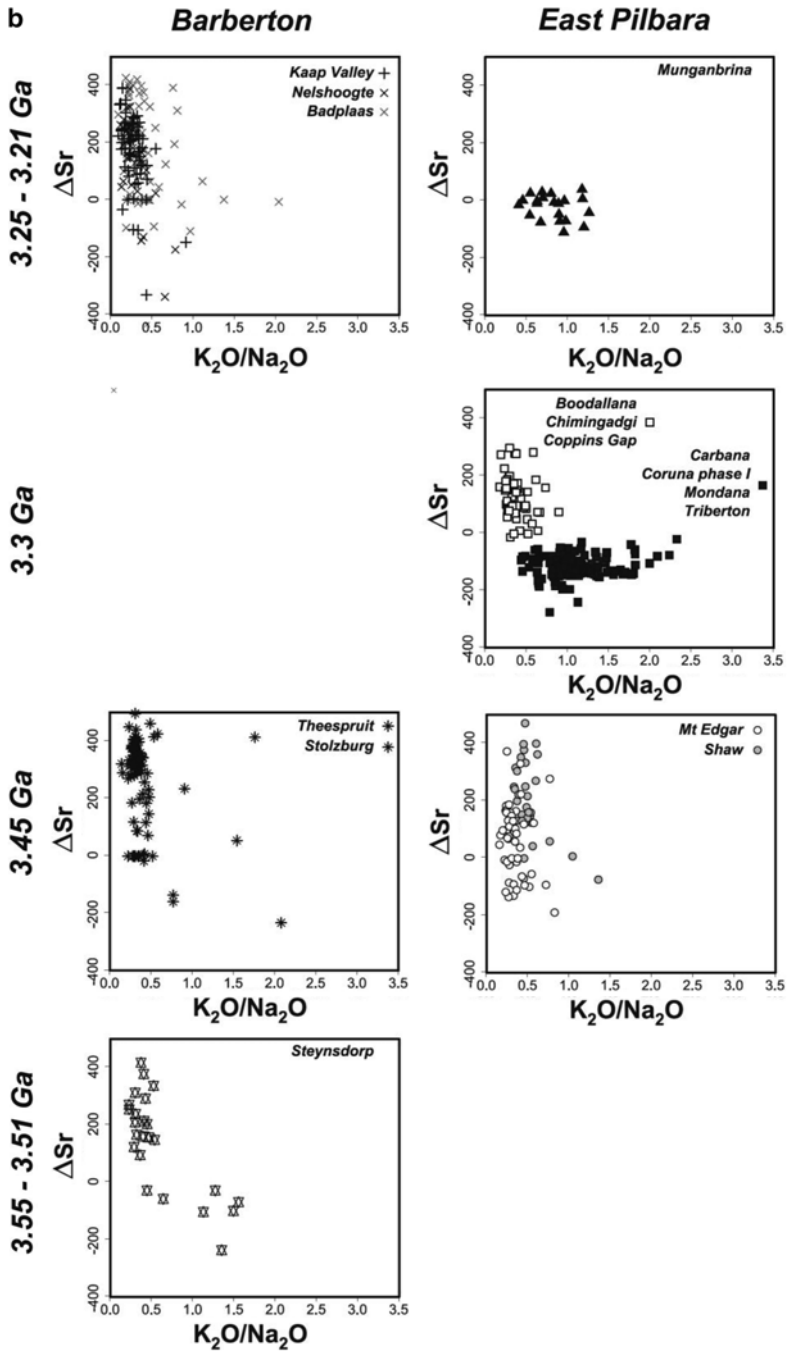 b
Barberton
East Pilbara
3.25 - 3.21 Ga
ΔSr
400
200
0
-200
-400
Kaap Valley +
Nelshoogte ×
Badplaas ×
0.0 0.5 1.0 1.5 2.0 2.5 3.0 3.5
K2O/Na2O
ΔSr
400
200
0
-200
-400
Munganbrina
0.0 0.5 1.0 1.5 2.0 2.5 3.0 3.5
K2O/Na2O
3.3 Ga
ΔSr
400
200
0
-200
-400
Boodallana
Chimingadgi
Coppins Gap
Carbana
Coruna phase I
Mondana
Triberton
0.0 0.5 1.0 1.5 2.0 2.5 3.0 3.5
K2O/Na2O
3.45 Ga
ΔSr
400
200
0
-200
-400
Theespruit
Stolzburg
0.0 0.5 1.0 1.5 2.0 2.5 3.0 3.5
K2O/Na2O
ΔSr
400
200
0
-200
-400
Mt Edgar
Shaw
0.0 0.5 1.0 1.5 2.0 2.5 3.0 3.5
K2O/Na2O
3.55 - 3.51 Ga
ΔSr
400
200
0
-200
-400
Steynsdorp
0.0 0.5 1.0 1.5 2.0 2.5 3.0 3.5
K2O/Na2O